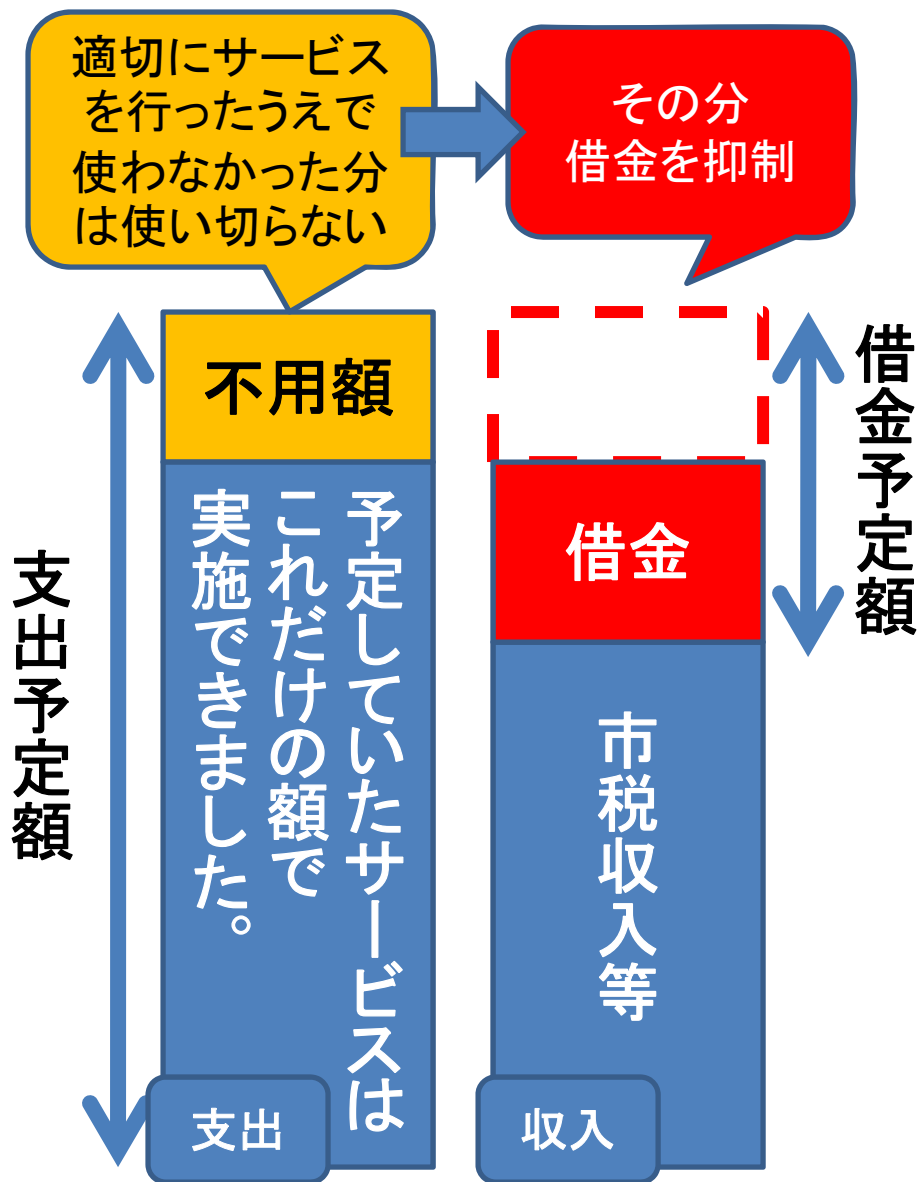 適切にサービス
を行ったうえで
使わなかった分
は使い切らない
その分
借金を抑制
支出予定額
不用額
予定していたサービスは
これだけの額で
実施できました。
支出
借金予定額
借金
市税収入等
収入